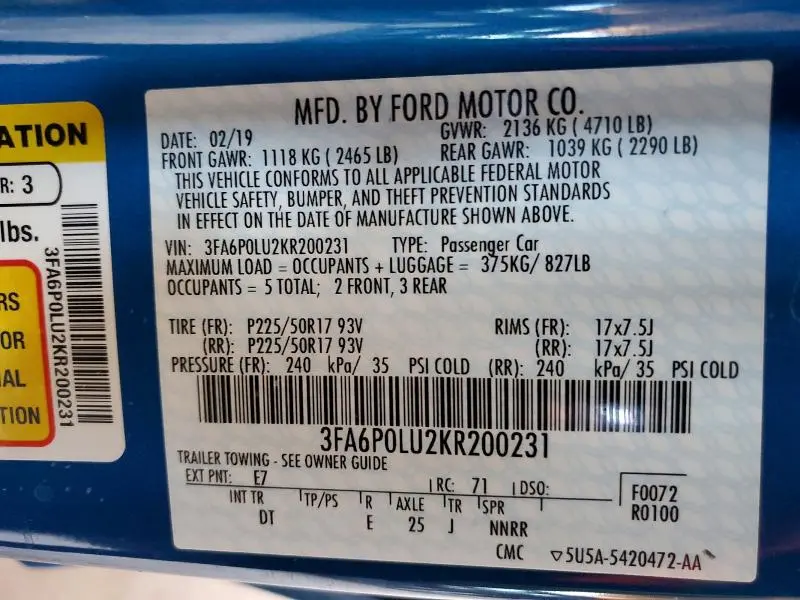 ATION
R: 3
lbs.
RS
OR
IAL
TION
3FA6P0LU2KR200231
MFD. BY FORD MOTOR CO.
DATE: 02/19 GVWR: 2136 KG ( 4710 LB)
FRONT GAWR: 1118 KG ( 2465 LB) REAR GAWR: 1039 KG ( 2290 LB)
THIS VEHICLE CONFORMS TO ALL APPLICABLE FEDERAL MOTOR
VEHICLE SAFETY, BUMPER, AND THEFT PREVENTION STANDARDS
IN EFFECT ON THE DATE OF MANUFACTURE SHOWN ABOVE.
VIN: 3FA6P0LU2KR200231 TYPE: Passenger Car
MAXIMUM LOAD = OCCUPANTS + LUGGAGE = 375KG/ 827LB
OCCUPANTS = 5 TOTAL; 2 FRONT, 3 REAR
TIRE (FR): P225/50R17 93V RIMS (FR): 17x7.5J
(RR): P225/50R17 93V (RR): 17x7.5J
PRESSURE (FR): 240 kPa/ 35 PSI COLD (RR): 240 kPa/ 35 PSI COLD
3FA6P0LU2KR200231
TRAILER TOWING - SEE OWNER GUIDE
EXT PNT: E7 RC: 71 DSO: F0072
INT TR TP/PS R AXLE TR SPR R0100
DT E 25 J NNRR
CMC ▽5U5A-5420472-AA